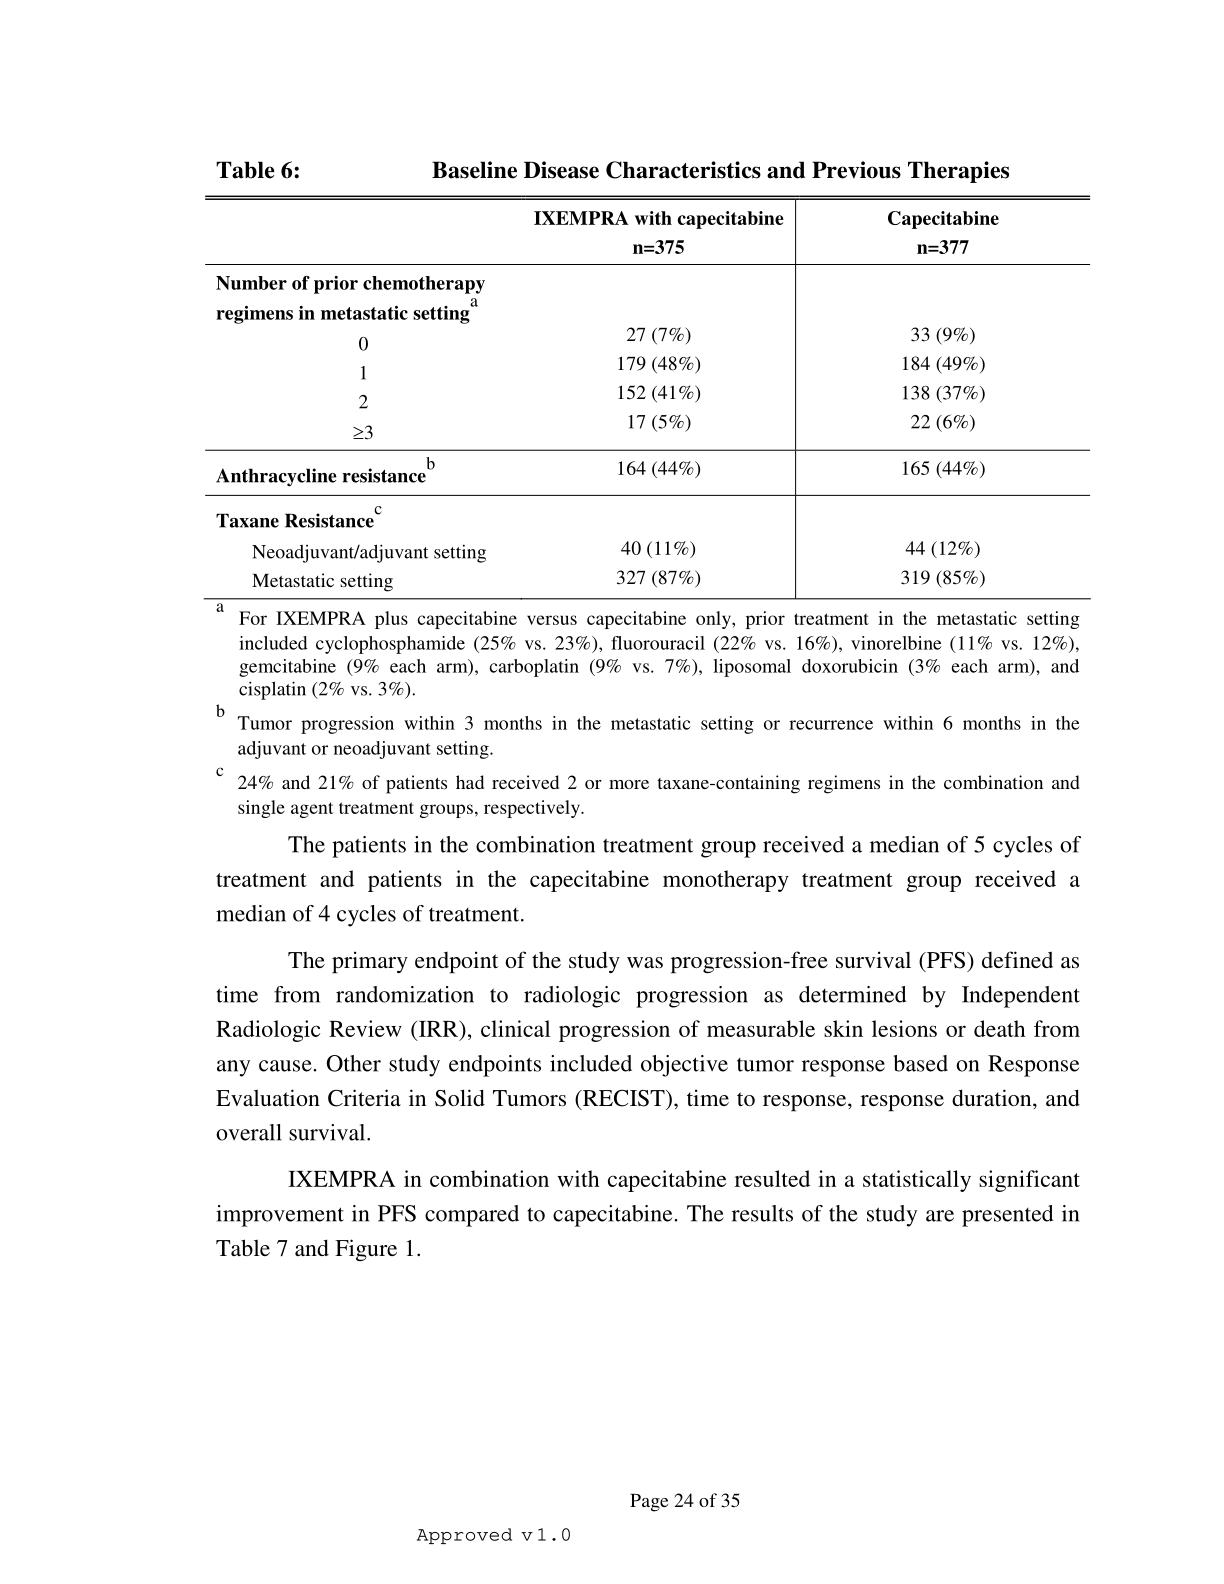 Table 6: Baseline Disease Characteristics and Previous Therapies
IXEMPRA with capecitabine Capecitabine
n=375 n=377
Number of prior chemotherapy
regimens in metastatic setting a
0 27 (7%) 33 (9%)
1 179 (48%) 184 (49%)
2 152 (41%) 138 (37%)
≥3 17 (5%) 22 (6%)
Anthracycline resistance b 164 (44%) 165 (44%)
Taxane Resistance c
Neoadjuvant/adjuvant setting 40 (11%) 44 (12%)
Metastatic setting 327 (87%) 319 (85%)
a For IXEMPRA plus capecitabine versus capecitabine only, prior treatment in the metastatic setting
included cyclophosphamide (25% vs. 23%), fluorouracil (22% vs. 16%), vinorelbine (11% vs. 12%),
gemcitabine (9% each arm), carboplatin (9% vs. 7%), liposomal doxorubicin (3% each arm), and
cisplatin (2% vs. 3%).
b Tumor progression within 3 months in the metastatic setting or recurrence within 6 months in the
adjuvant or neoadjuvant setting.
c 24% and 21% of patients had received 2 or more taxane-containing regimens in the combination and
single agent treatment groups, respectively.
The patients in the combination treatment group received a median of 5 cycles of
treatment and patients in the capecitabine monotherapy treatment group received a
median of 4 cycles of treatment.
The primary endpoint of the study was progression-free survival (PFS) defined as
time from randomization to radiologic progression as determined by Independent
Radiologic Review (IRR), clinical progression of measurable skin lesions or death from
any cause. Other study endpoints included objective tumor response based on Response
Evaluation Criteria in Solid Tumors (RECIST), time to response, response duration, and
overall survival.
IXEMPRA in combination with capecitabine resulted in a statistically significant
improvement in PFS compared to capecitabine. The results of the study are presented in
Table 7 and Figure 1.
Page 24 of 35
Approved v1.0